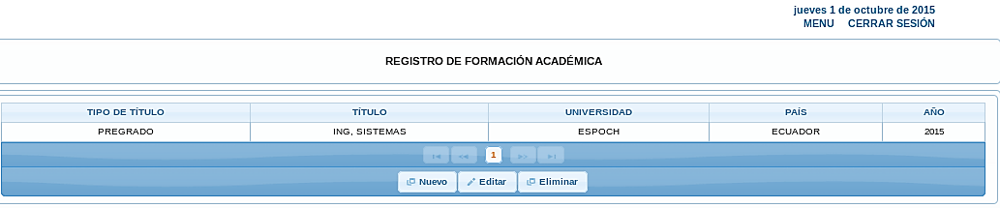 jueves 1 de octubre de 2015
MENU CERRAR SESIÓN
REGISTRO DE FORMACIÓN ACADÉMICA
TIPO DE TÍTULO TÍTULO UNIVERSIDAD PAÍS AÑO
PREGRADO ING, SISTEMAS ESPOCH ECUADOR 2015
1
Nuevo Editar Eliminar